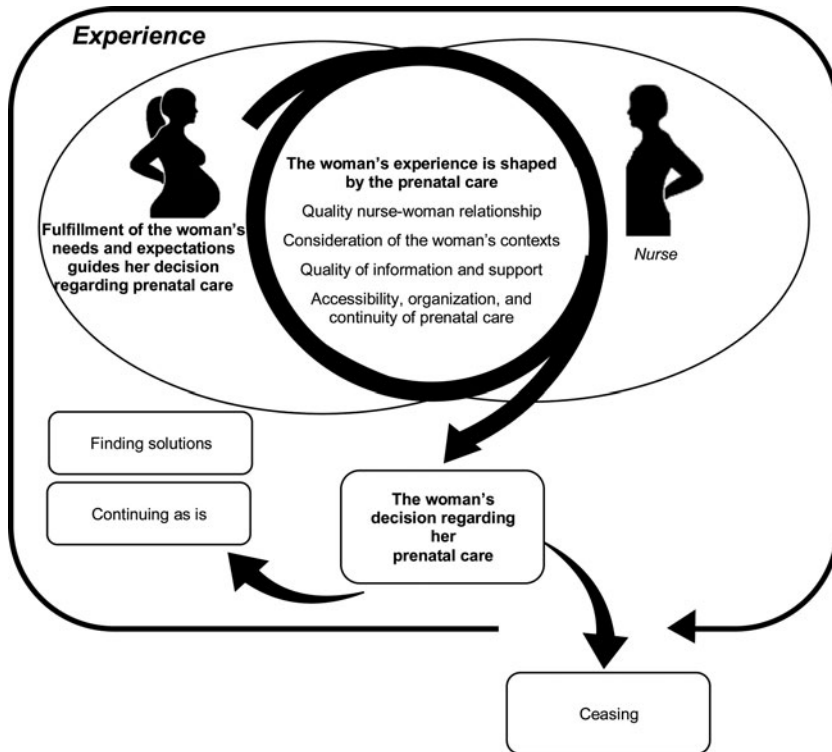 Experience
The woman’s experience is shaped
by the prenatal care
Quality nurse-woman relationship
Consideration of the woman’s contexts
Quality of information and support
Accessibility, organization, and
continuity of prenatal care
Fulfillment of the woman’s
needs and expectations
guides her decision
regarding prenatal care
Nurse
Finding solutions
Continuing as is
The woman’s
decision regarding
her
prenatal care
Ceasing